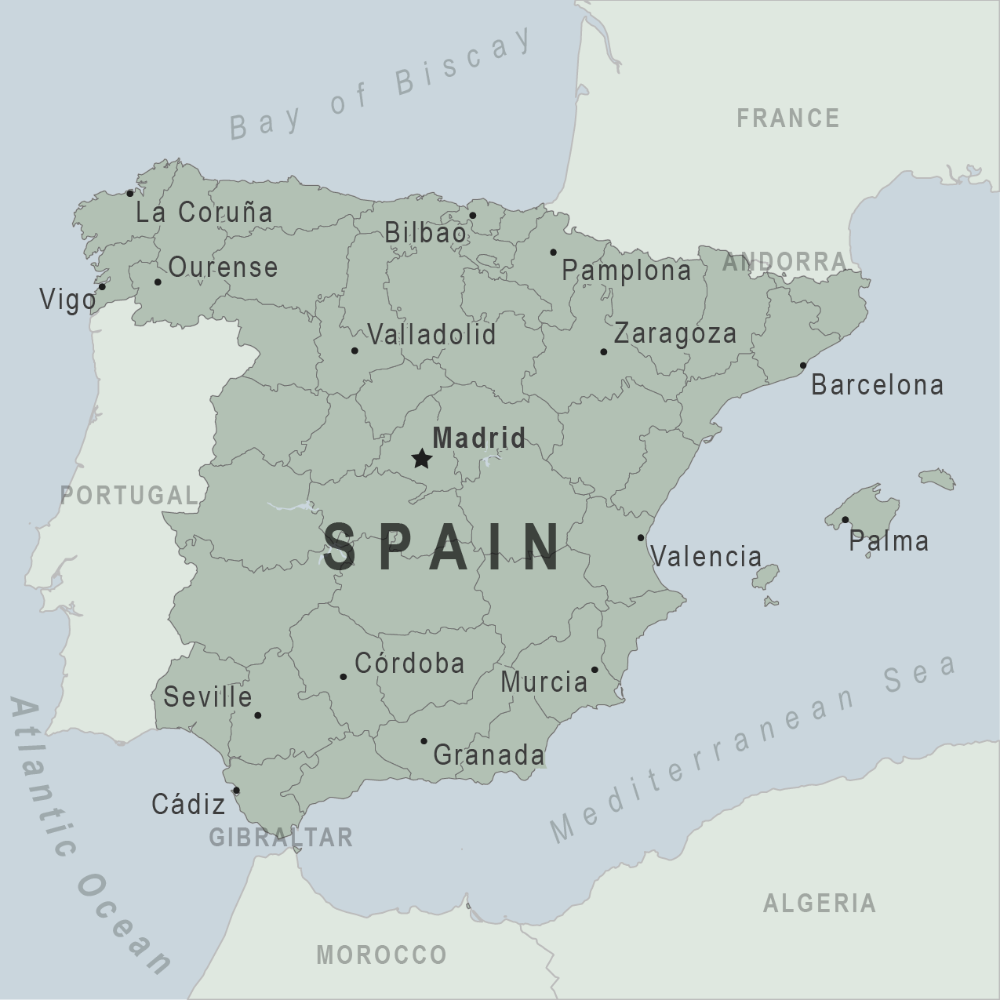 Bay of Biscay
FRANCE
La Coruña
Bilbao
Ourense
Pamplona
ANDORRA
Vigo
Valladolid
Zaragoza
Barcelona
Madrid
PORTUGAL
SPAIN
Palma
Valencia
Córdoba
Murcia
Seville
Granada
Cádiz
GIBRALTAR
Mediterranean Sea
Atlantic Ocean
ALGERIA
MOROCCO